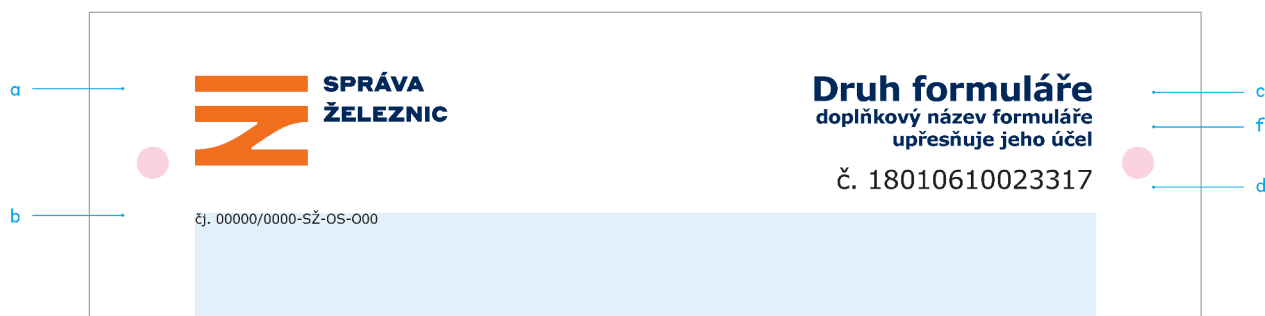 a
SPRÁVA
ŽELEZNIC
Druh formuláře
c
doplňkový název formuláře
f
upřesňuje jeho účel
č. 18010610023317
d
b
čj. 00000/0000-SŽ-OS-O00